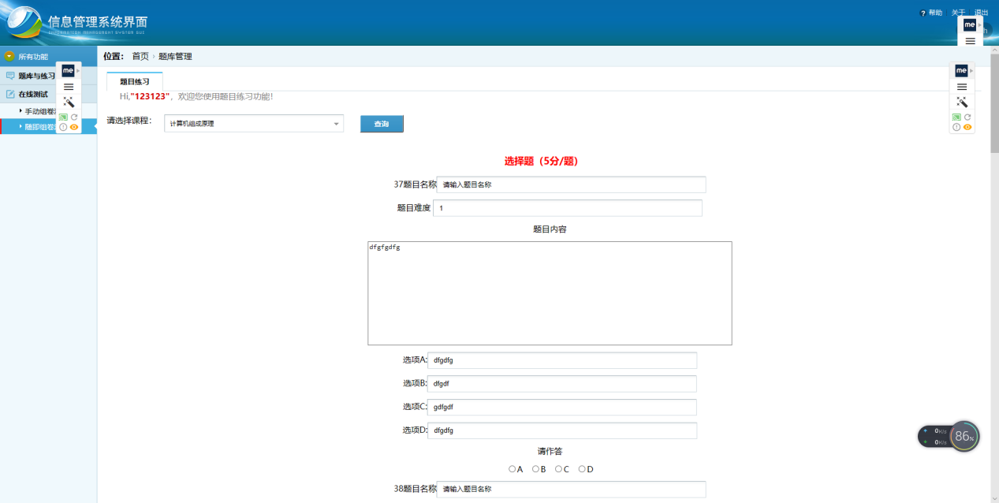 信息管理系统界面
INFORMATION MANAGEMENT SYSTEM GUI
帮助
关于
退出
me
所有功能
题库与练习
在线测试
手动组卷
随即组卷
me
位置： 首页 › 题库管理
题目练习
Hi,"123123"，欢迎您使用题目练习功能！
请选择课程： 计算机组成原理 查询
me
选择题（5分/题）
37题目名称 请输入题目名称
题目难度 1
题目内容
dfgfgdfg
选项A: dfgdfg
选项B: dfgdf
选项C: gdfgdf
选项D: dfgdfg
请作答
A B C D
0K/s
0K/s
86%
38题目名称 请输入题目名称